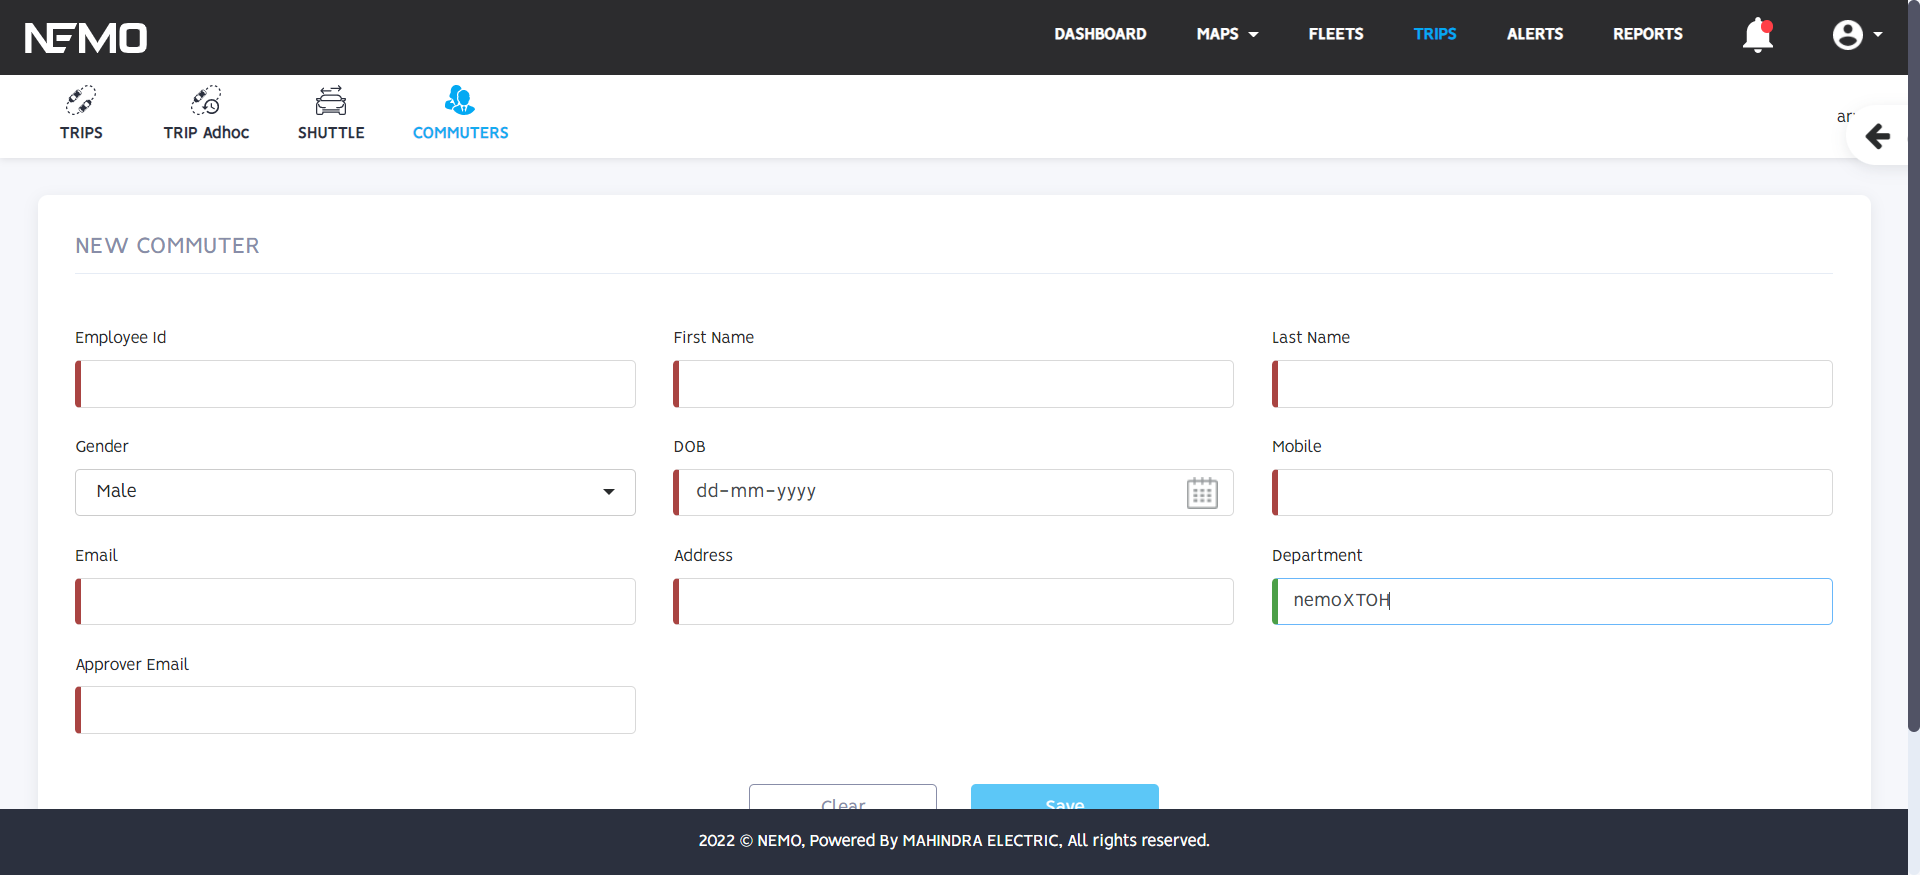 NEMO
DASHBOARD MAPS FLEETS TRIPS ALERTS REPORTS
TRIPS TRIP Adhoc SHUTTLE COMMUTERS
NEW COMMUTER
Employee Id First Name Last Name
Gender DOB Mobile
Male dd-mm-yyyy
Email Address Department
nemoXTOH
Approver Email
Clear Save
2022 © NEMO, Powered By MAHINDRA ELECTRIC, All rights reserved.